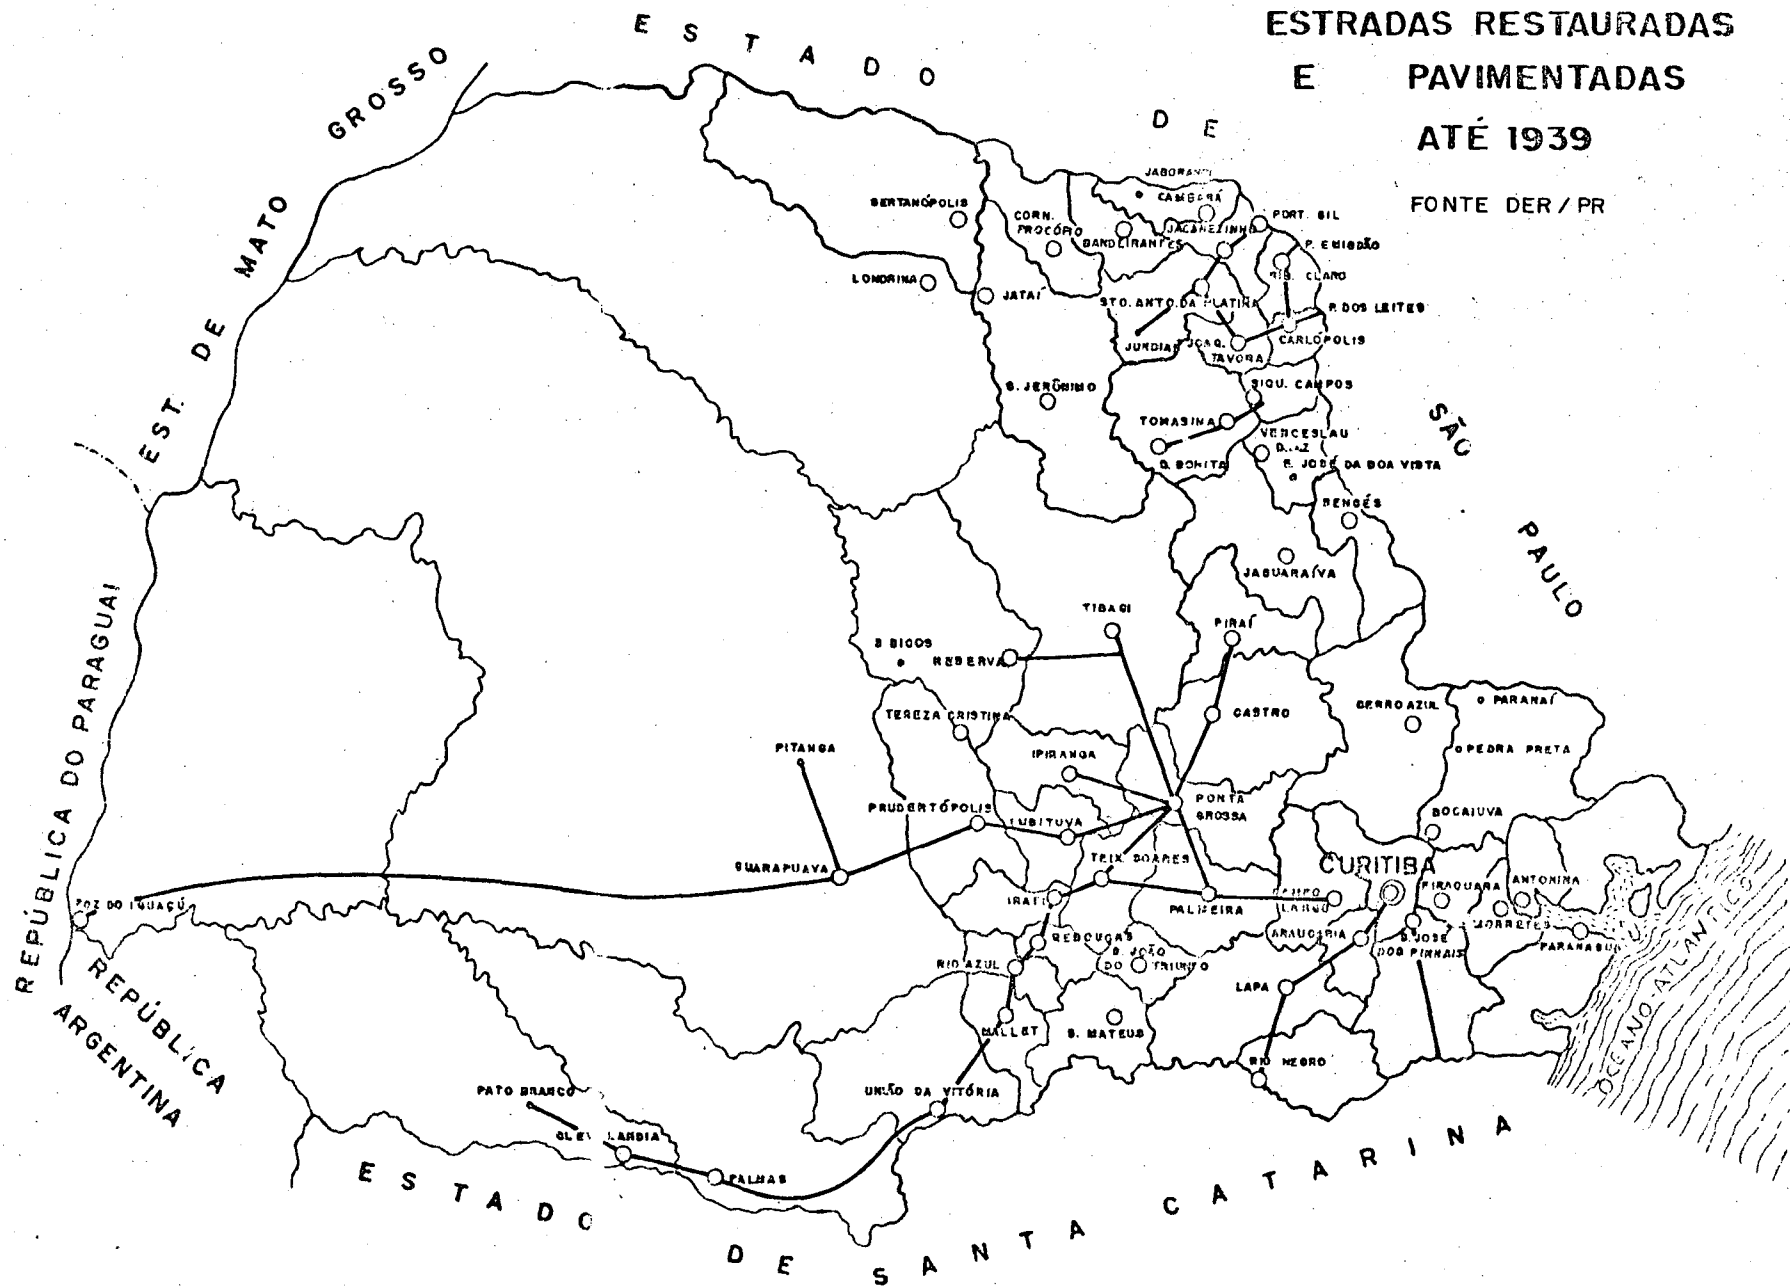 ESTRADAS RESTAURADAS
E PAVIMENTADAS
ATÉ 1939
FONTE DER / PR
ESTADO DE
SÃO
PAULO
EST. DE MATO GROSSO
REPÚBLICA DO PARAGUAI
REPÚBLICA
ARGENTINA
ESTADO DE SANTA CATARINA
OCEANO ATLÂNTICO
CAMBARÁ
SERTANÓPOLIS
CORN.
PROCÓPIO
BANDEIRANTES
JACAREZINHO
PORT. GIL
LONDRINA
JATAÍ
STO. ANTO. DA PLATINA
RIB. CLARO
P. DOS LEITES
JUNDIAÍ
JOAQ.
TAVORA
CARLÓPOLIS
S. JERÔNIMO
SIQU. CAMPOS
TOMASINA
VENCESLAU
S. JOSÉ DA BOA VISTA
SENGÉS
JAGUARAÍVA
TIBAGI
PIRAÍ
RESERVA
TEREZA CRISTINA
CASTRO
CERRO AZUL
PARANAÍ
PEDRA PRETA
PITANGA
IPIRANGA
PRUDENTÓPOLIS
PONTA
GROSSA
BOCAIUVA
GUARAPUAVA
TEIX. SOARES
CURITIBA
PIRAQUARA
ANTONINA
FOZ DO IGUAÇÚ
IRATI
PALMEIRA
CAMPO
LARGO
MORRETES
REBOUÇAS
ARAUCÁRIA
S. JOSÉ
DOS PINHAIS
PARANAGUÁ
RIO AZUL
S. JOÃO
DO TRIUNFO
LAPA
MALLET
S. MATEUS
RIO NEGRO
PATO BRANCO
UNIÃO DA VITÓRIA
PALMAS